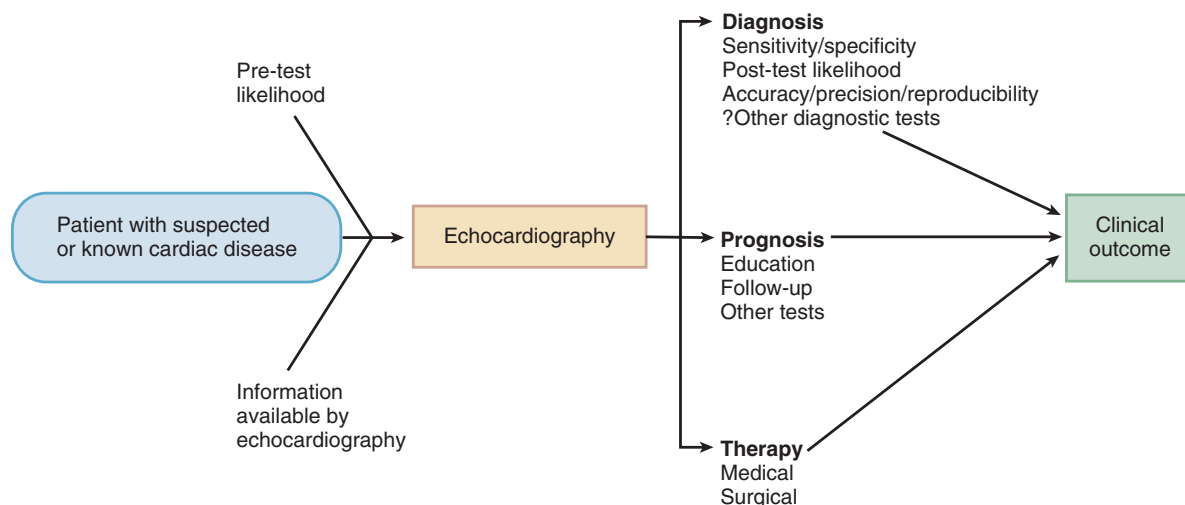 Pre-test
likelihood
Patient with suspected
or known cardiac disease
Information
available by
echocardiography
Echocardiography
Diagnosis
Sensitivity/specificity
Post-test likelihood
Accuracy/precision/reproducibility
?Other diagnostic tests
Prognosis
Education
Follow-up
Other tests
Therapy
Medical
Surgical
Clinical
outcome